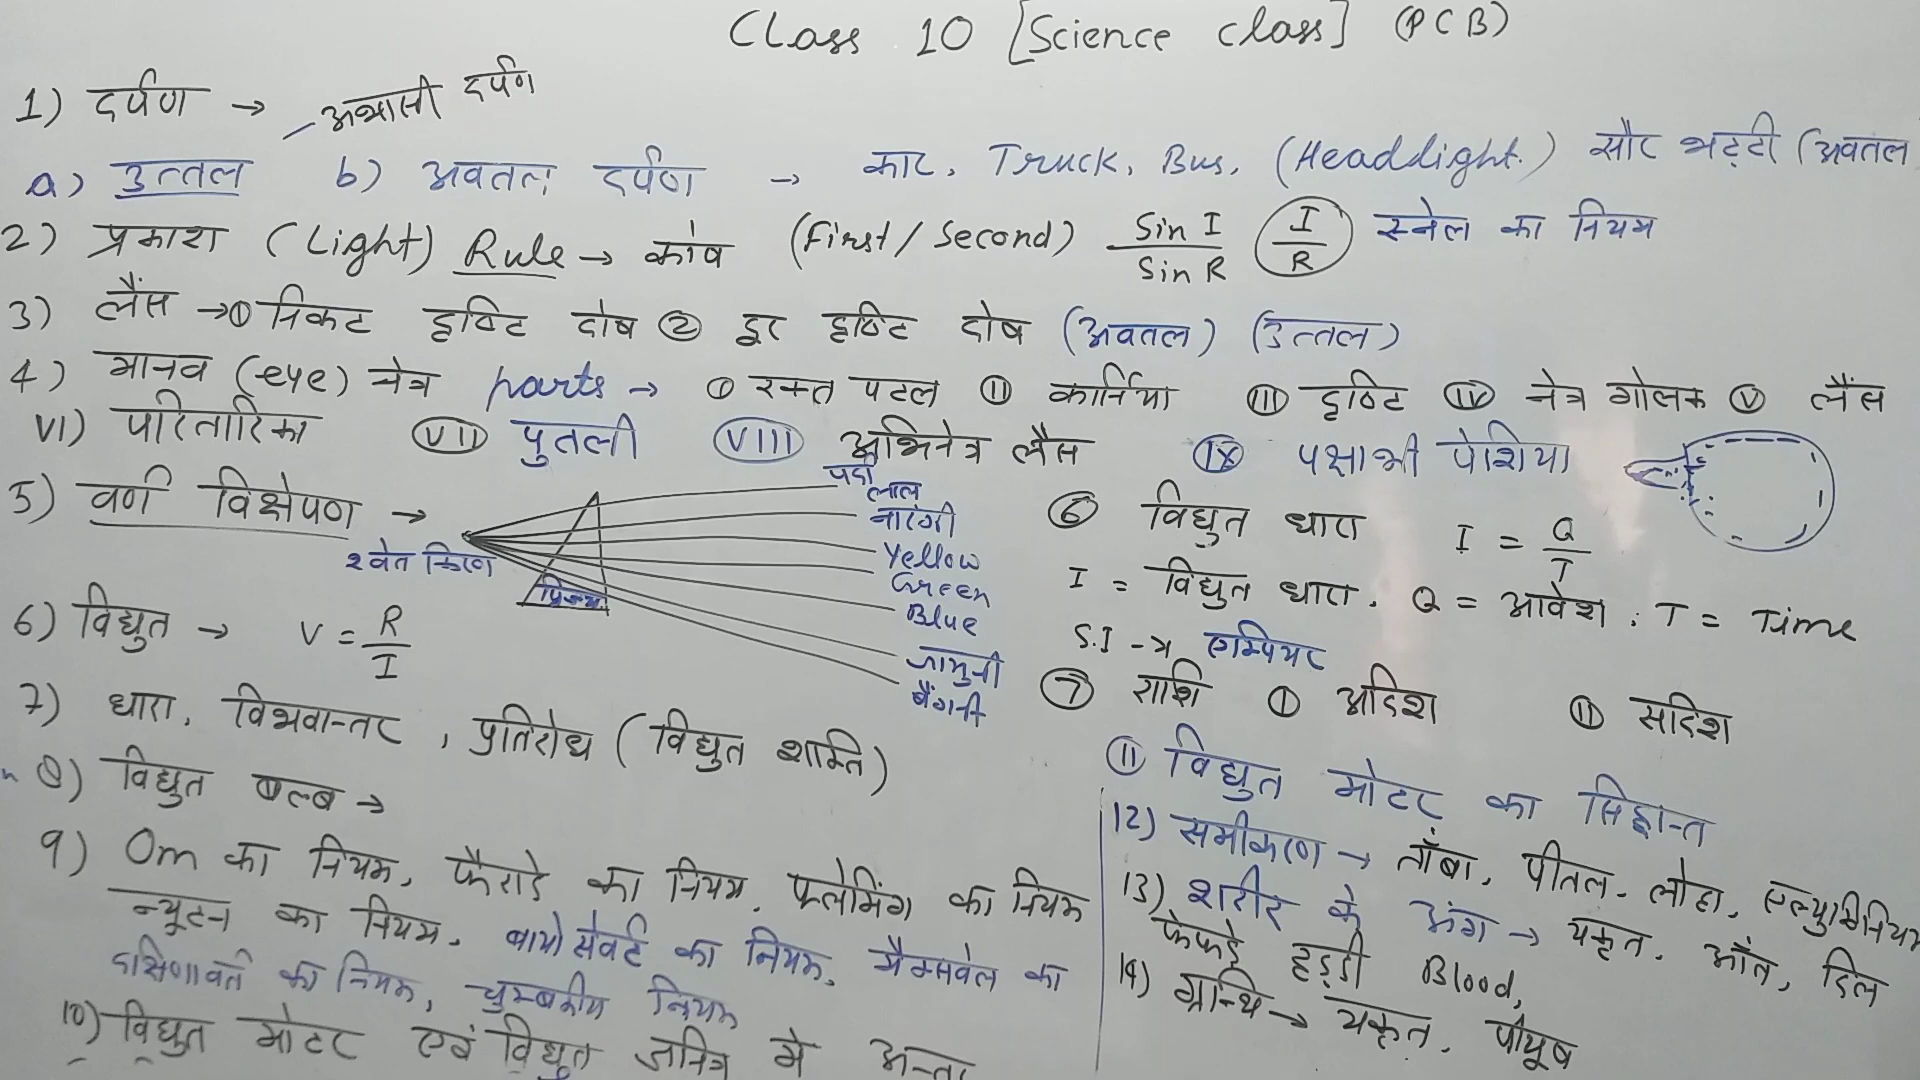 Class 10 [Science class] (PCB)
1) दर्पण → अभासी दर्पण
a) उत्तल b) अवतल दर्पण → कार, Truck, Bus, (Headlight.) सौर भट्टी (अवतल
2) प्रकाश (Light) Rule → कोष (First/Second) Sin I / Sin R (I/R) स्नेल का नियम
3) लैंस → ① निकट दृष्टि दोष ② दूर दृष्टि दोष (अवतल) (उत्तल)
4) मानव (eye) नेत्र parts → ① रक्त पटल ⑪ कार्निया ⑪I दृष्टि ⅠⅤ नेत्र गोलक Ⅴ लैंस
VI) परितारिका VII पुतली VIII अभिनेत्र लैंस IX पक्षाभी पेशिया
5) वर्ण विक्षेपण →
श्वेत किरण
प्रिज्म
पर्दा
लाल
नारंगी
Yellow
Green
Blue
जामुनी
बैंगनी
⑥ विद्युत धारा I = Q/T
I = विद्युत धारा, Q = आवेश, T = Time
S.I → एम्पियर
6) विद्युत → V = R/I
7) धारा, विभवान्तर, प्रतिरोध (विद्युत शक्ति)
8) विद्युत बल्ब →
9) Om का नियम, फैराडे का नियम, फ्लेमिंग का नियम
न्यूटन का नियम, बायो सेवर्ट का नियम, मैक्सवेल का
दक्षिणावर्त का नियम, चुम्बकीय नियम
10) विद्युत मोटर एवं विद्युत जनित्र मे अन्तर
⑦ राशि ① अदिश ⑪ सदिश
⑪ विद्युत मोटर का सिद्धान्त
12) समीकरण → ताँबा, पीतल, लोहा, एल्युमिनियम
13) शरीर के अंग → यकृत, आँत, दिल
फेफड़े हड्डी Blood,
14) ग्रन्थि → यकृत, पीयूष